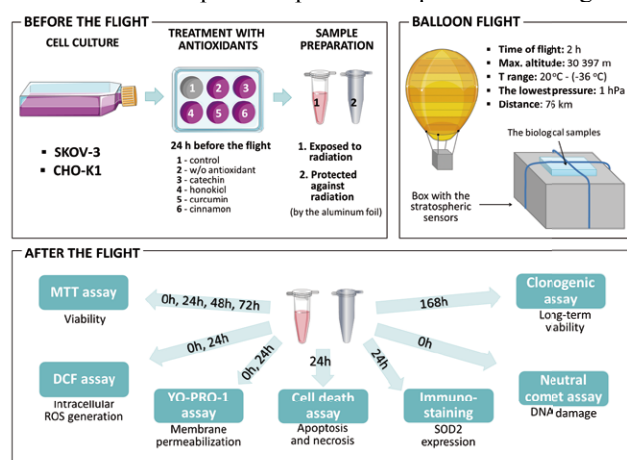 BEFORE THE FLIGHT
CELL CULTURE
SKOV-3
CHO-K1
TREATMENT WITH
ANTIOXIDANTS
1 2 3
4 5 6
24 h before the flight
1 - control
2 - w/o antioxidant
3 - catechin
4 - honokiol
5 - curcumin
6 - cinnamon
SAMPLE
PREPARATION
1 2
1. Exposed to
radiation
2. Protected
against
radiation
(by the aluminum foil)
BALLOON FLIGHT
Time of flight: 2 h
Max. altitude: 30 397 m
T range: 20°C - (-36 °C)
The lowest pressure: 1 hPa
Distance: 76 km
The biological samples
Box with the
stratospheric
sensors
AFTER THE FLIGHT
MTT assay
Viability
0h, 24h, 48h, 72h
168h
Clonogenic
assay
Long-term
viability
DCF assay
Intracellular
ROS generation
0h, 24h
0h, 24h
YO-PRO-1
assay
Membrane
permeabilization
24h
Cell death
assay
Apoptosis
and necrosis
24h
Immuno-
staining
SOD2
expression
0h
Neutral
comet assay
DNA damage